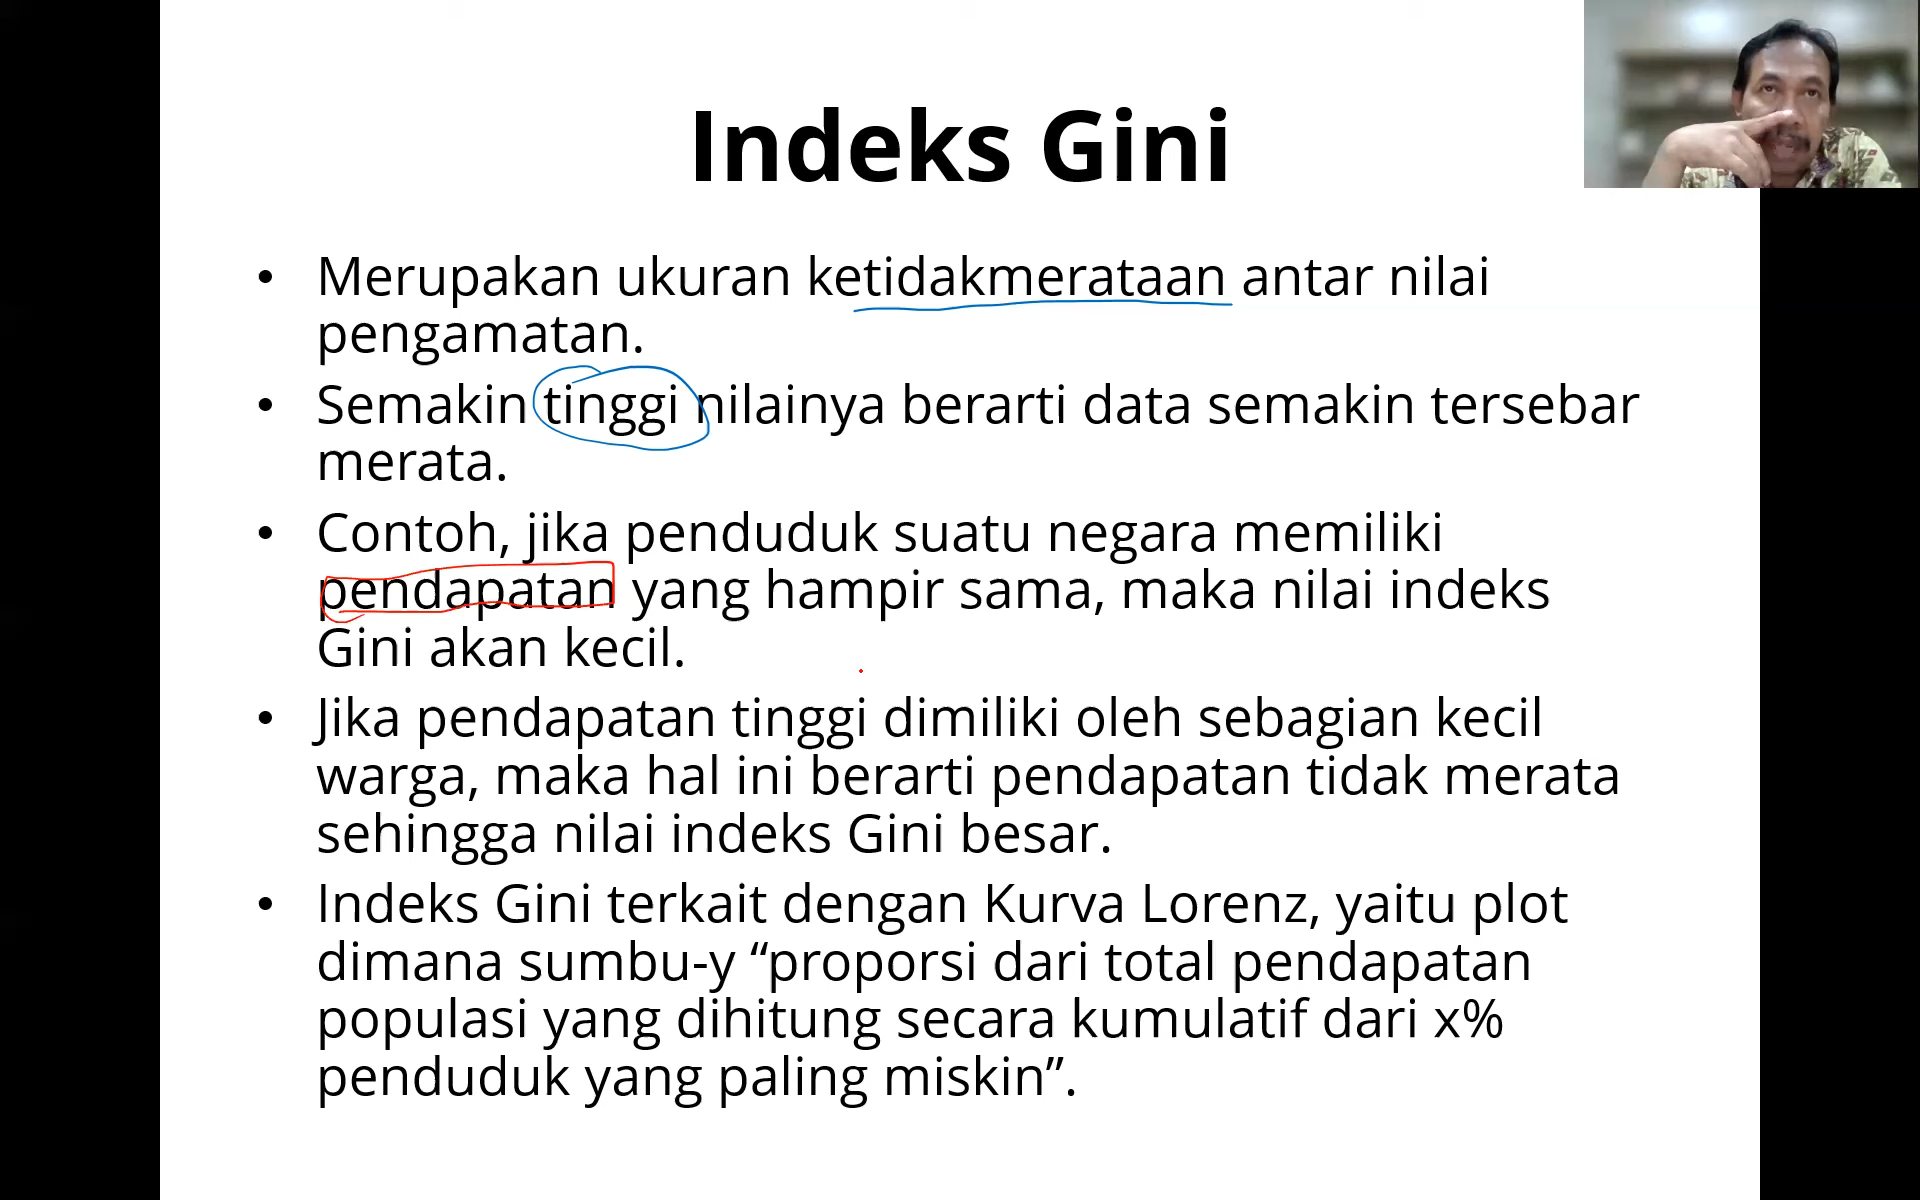 Indeks Gini
• Merupakan ukuran ketidakmerataan antar nilai
pengamatan.
• Semakin tinggi nilainya berarti data semakin tersebar
merata.
• Contoh, jika penduduk suatu negara memiliki
pendapatan yang hampir sama, maka nilai indeks
Gini akan kecil.
• Jika pendapatan tinggi dimiliki oleh sebagian kecil
warga, maka hal ini berarti pendapatan tidak merata
sehingga nilai indeks Gini besar.
• Indeks Gini terkait dengan Kurva Lorenz, yaitu plot
dimana sumbu-y “proporsi dari total pendapatan
populasi yang dihitung secara kumulatif dari x%
penduduk yang paling miskin”.